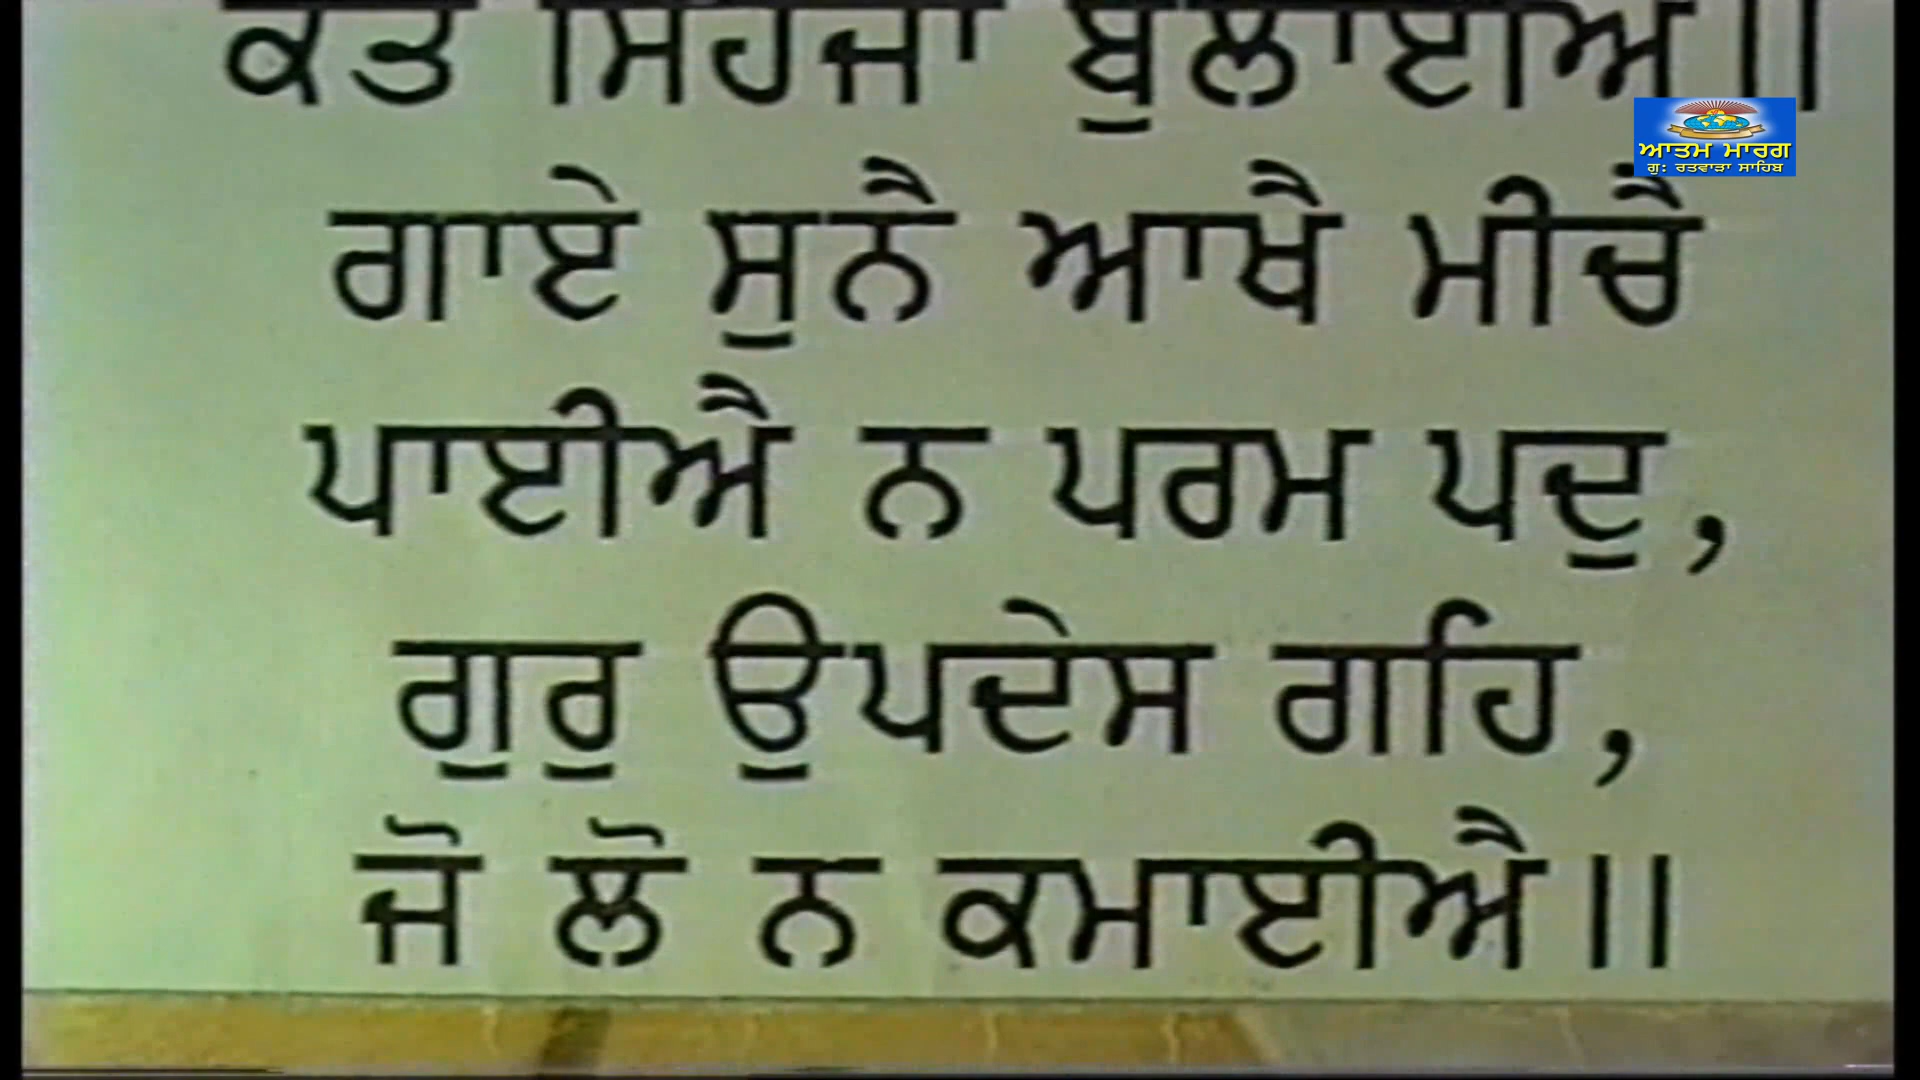 ਕਤ ਸਿਹਜਾ ਬੁਲਾਈਐ॥
ਆਤਮ ਮਾਰਗ
ਗੁ: ਰਤਵਾੜਾ ਸਾਹਿਬ
ਗਾਏ ਸੁਨੈ ਆਖੈ ਮੀਚੈ
ਪਾਈਐ ਨ ਪਰਮ ਪਦੁ,
ਗੁਰੁ ਉਪਦੇਸ ਗਹਿ,
ਜੋ ਲੋ ਨ ਕਮਾਈਐ॥